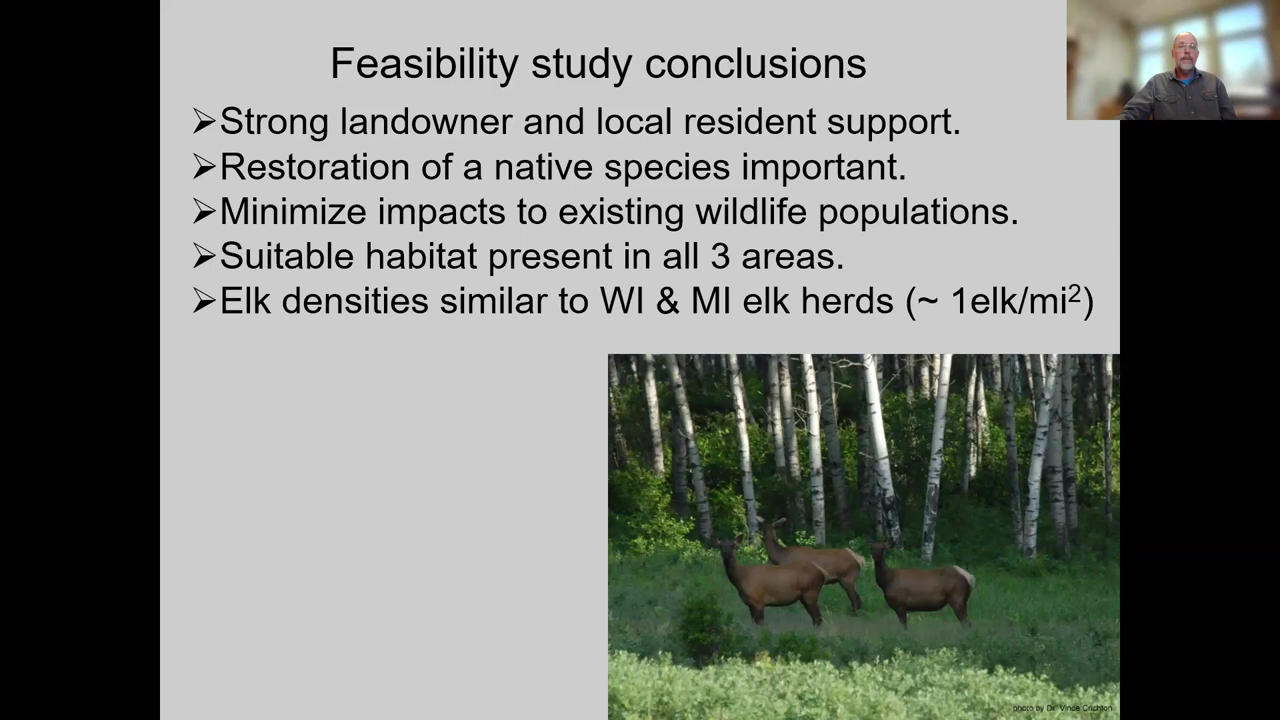 Feasibility study conclusions
➢Strong landowner and local resident support.
➢Restoration of a native species important.
➢Minimize impacts to existing wildlife populations.
➢Suitable habitat present in all 3 areas.
➢Elk densities similar to WI & MI elk herds (~ 1elk/mi²)
photo by Dr. Vince Crichton